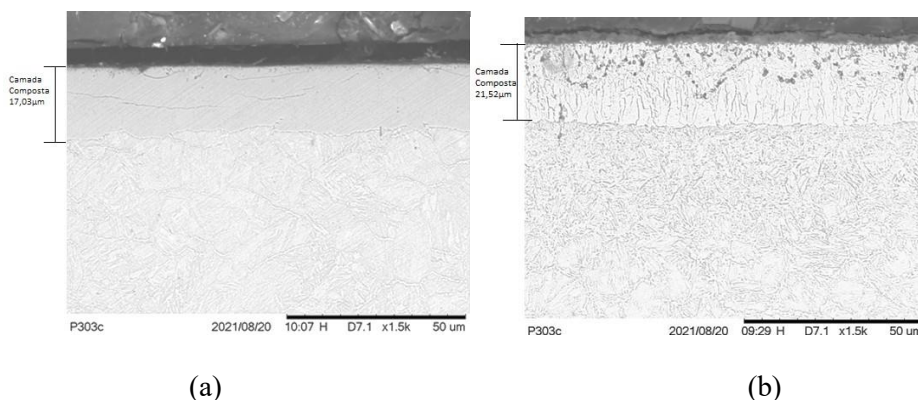 Camada
Composta
17,03µm
P303c 2021/08/20 10:07 H D7.1 x1.5k 50 um
Camada
Composta
21,52µm
P303c 2021/08/20 09:29 H D7.1 x1.5k 50 um
(a) (b)